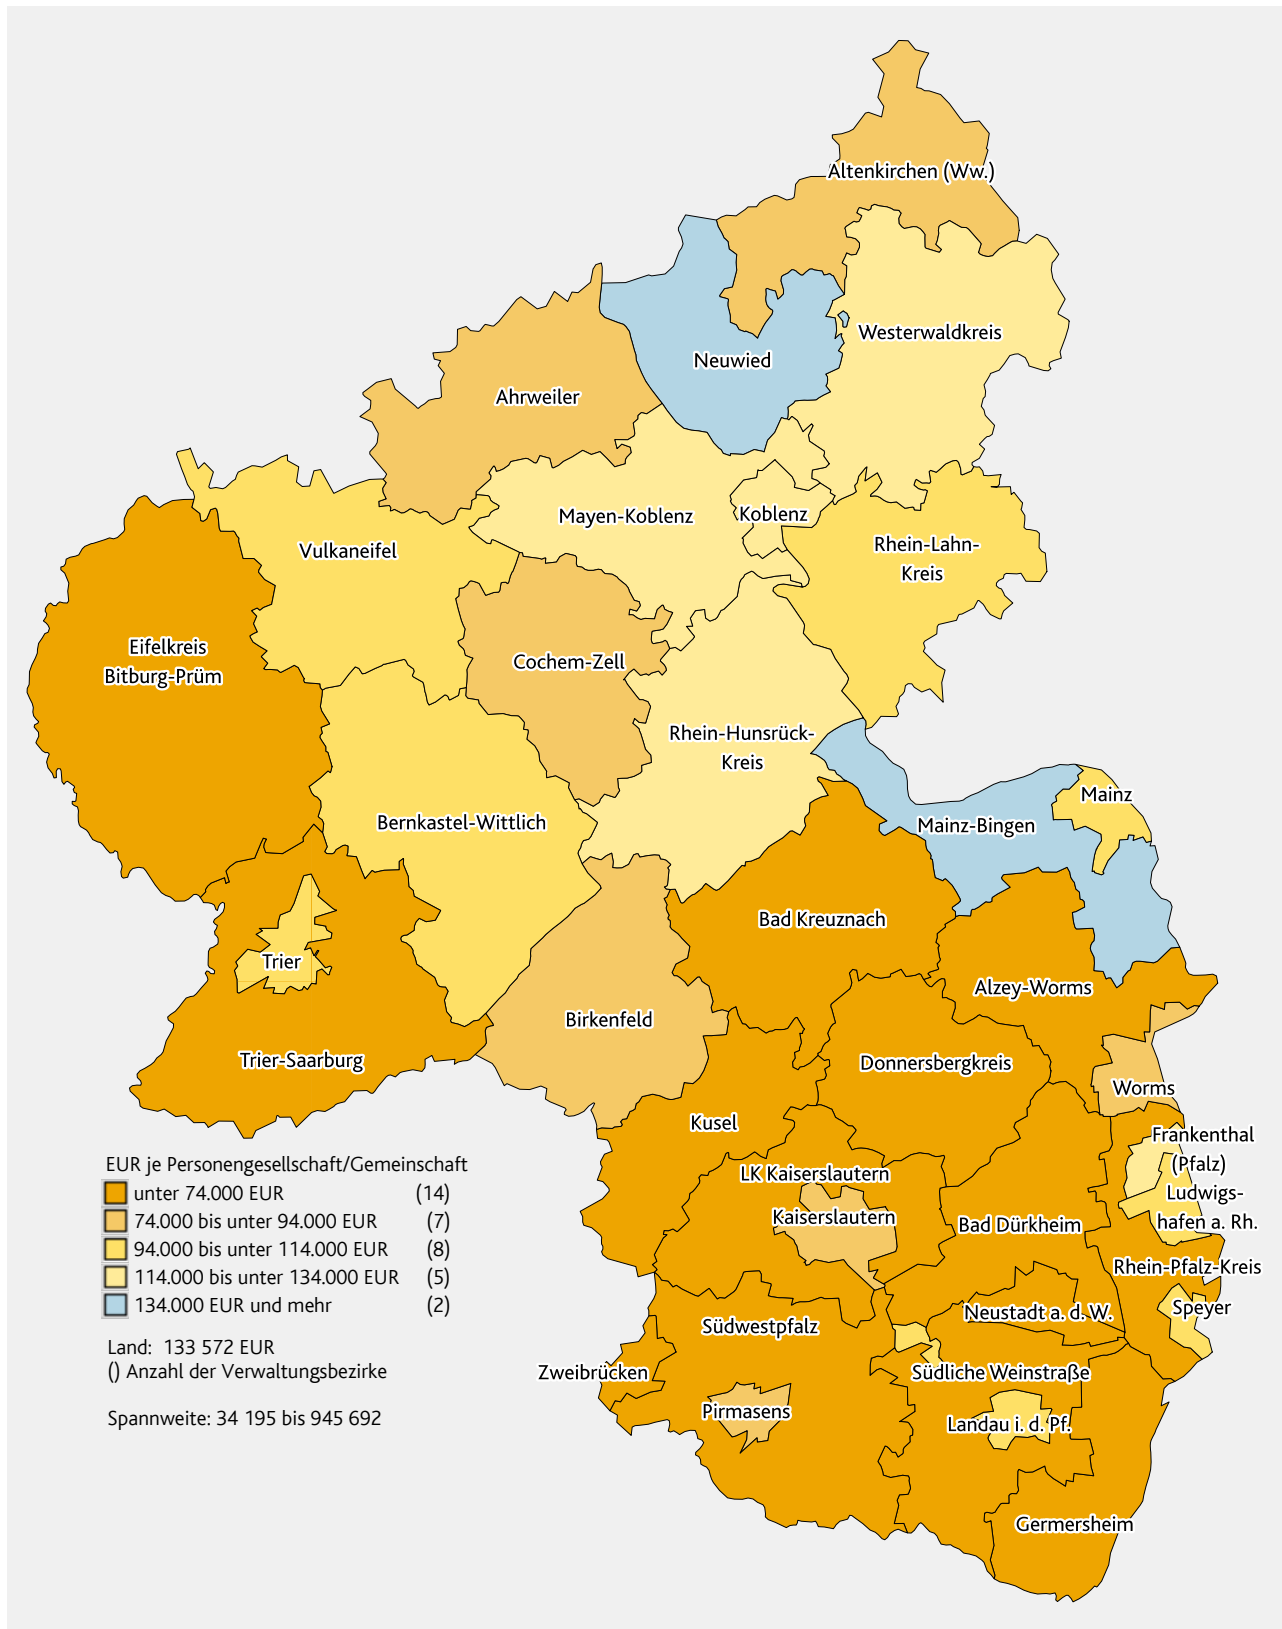 Altenkirchen (Ww.)
Westerwaldkreis
Neuwied
Ahrweiler
Mayen-Koblenz
Koblenz
Rhein-Lahn-
Kreis
Vulkaneifel
Eifelkreis
Bitburg-Prüm
Cochem-Zell
Rhein-Hunsrück-
Kreis
Mainz
Bernkastel-Wittlich
Mainz-Bingen
Bad Kreuznach
Trier
Alzey-Worms
Birkenfeld
Trier-Saarburg
Donnersbergkreis
Worms
Kusel
Frankenthal
(Pfalz)
LK Kaiserslautern
Ludwigs-
hafen a. Rh.
Kaiserslautern
Bad Dürkheim
Rhein-Pfalz-Kreis
Speyer
Neustadt a. d. W.
Südwestpfalz
Zweibrücken
Südliche Weinstraße
Pirmasens
Landau i. d. Pf.
Germersheim
EUR je Personengesellschaft/Gemeinschaft
unter 74.000 EUR (14)
74.000 bis unter 94.000 EUR (7)
94.000 bis unter 114.000 EUR (8)
114.000 bis unter 134.000 EUR (5)
134.000 EUR und mehr (2)
Land: 133 572 EUR
() Anzahl der Verwaltungsbezirke
Spannweite: 34 195 bis 945 692